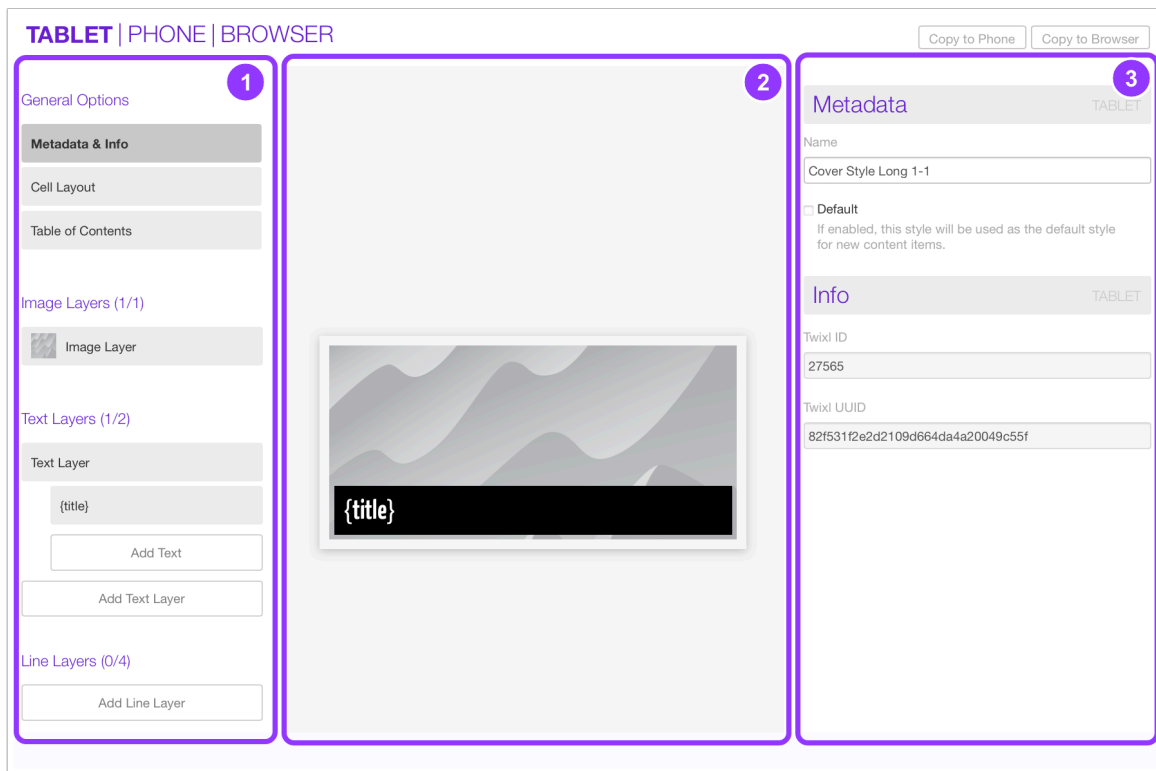 TABLET | PHONE | BROWSER
Copy to Phone
Copy to Browser
1
General Options
Metadata & Info
Cell Layout
Table of Contents
Image Layers (1/1)
Image Layer
Text Layers (1/2)
Text Layer
{title}
Add Text
Add Text Layer
Line Layers (0/4)
Add Line Layer
2
{title}
3
Metadata TABLET
Name
Cover Style Long 1-1
Default
If enabled, this style will be used as the default style
for new content items.
Info TABLET
Twixl ID
27565
Twixl UUID
82f531f2e2d2109d664da4a20049c55f